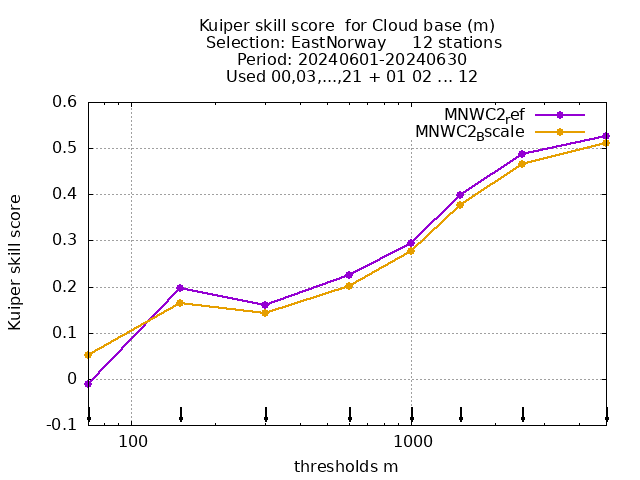 Kuiper skill score  for Cloud base (m)
Selection: EastNorway     12 stations
Period: 20240601-20240630
Used 00,03,...,21 + 01 02 ... 12
MNWC2ref
MNWC2Bscale
0.6
0.5
0.4
0.3
0.2
0.1
0
-0.1
100
1000
Kuiper skill score
thresholds m